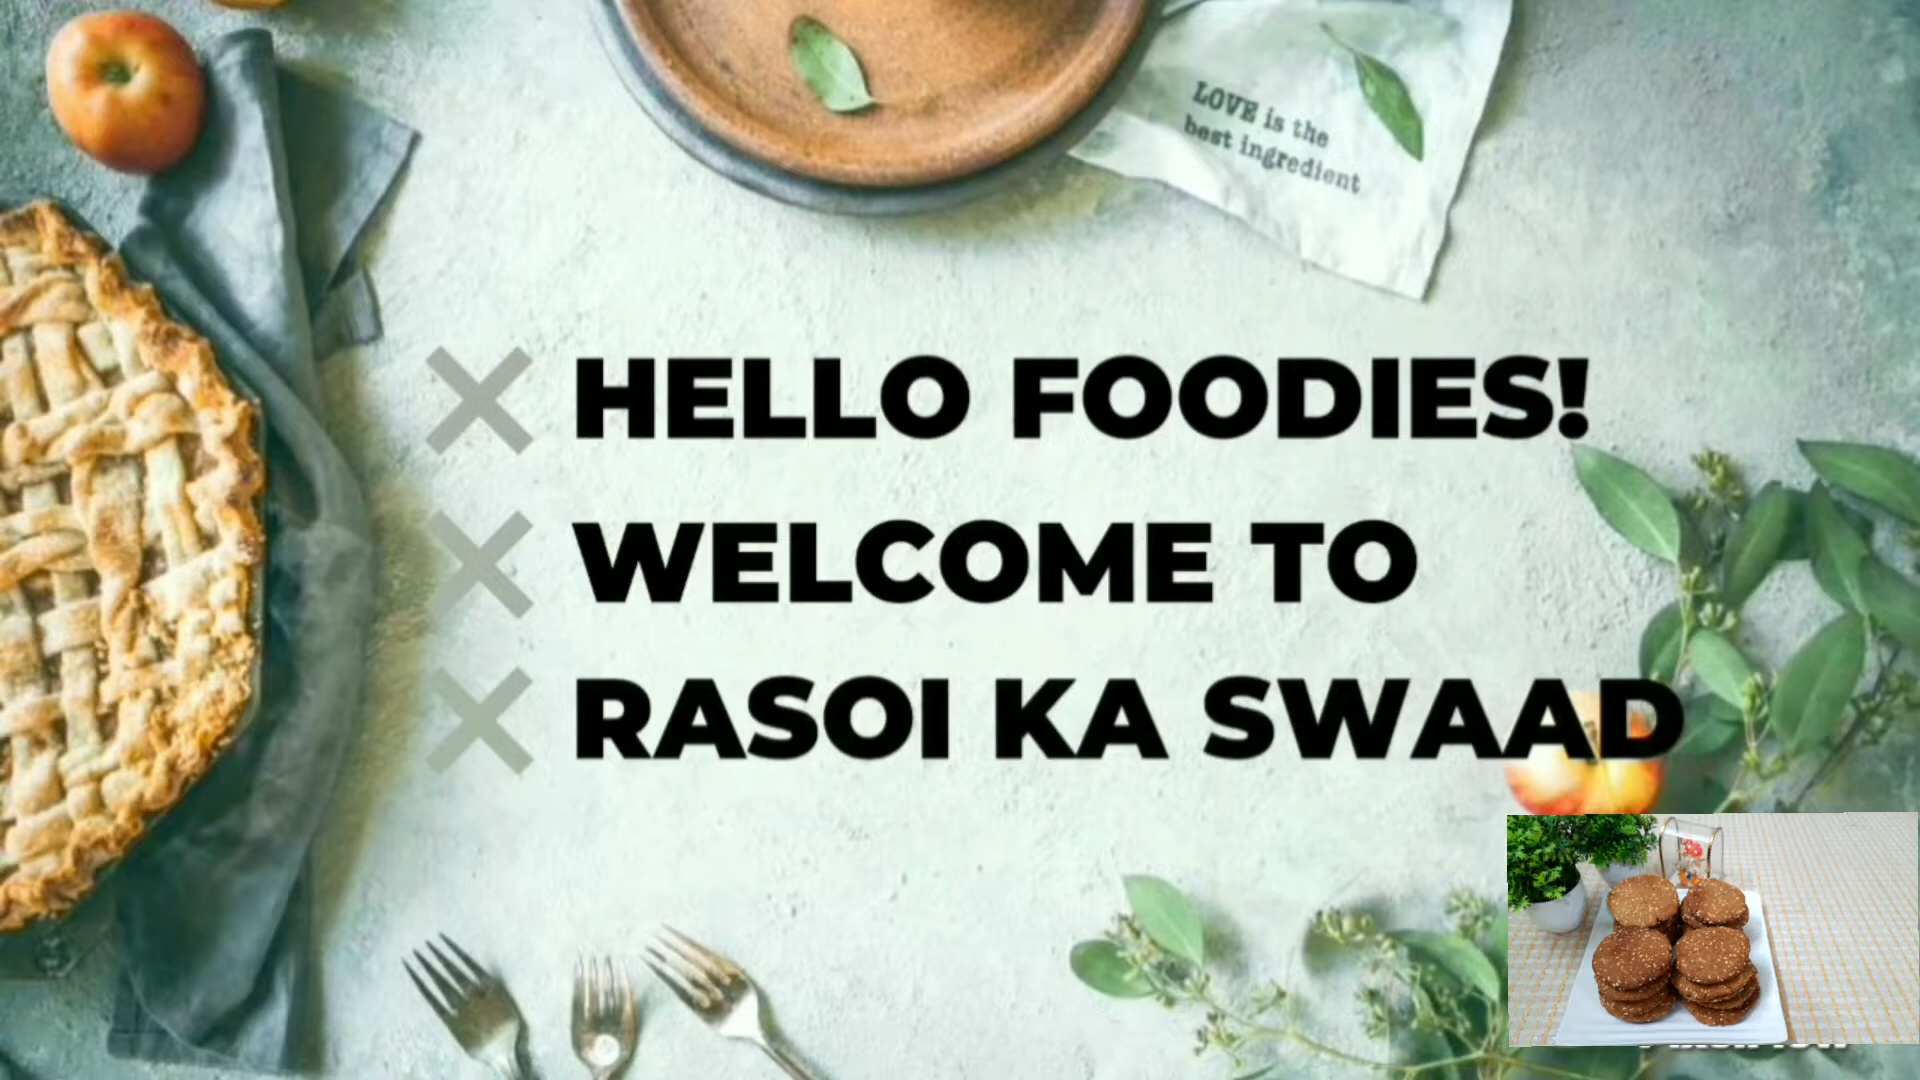 LOVE is the
best ingredient
HELLO FOODIES!
WELCOME TO
RASOI KA SWAAD